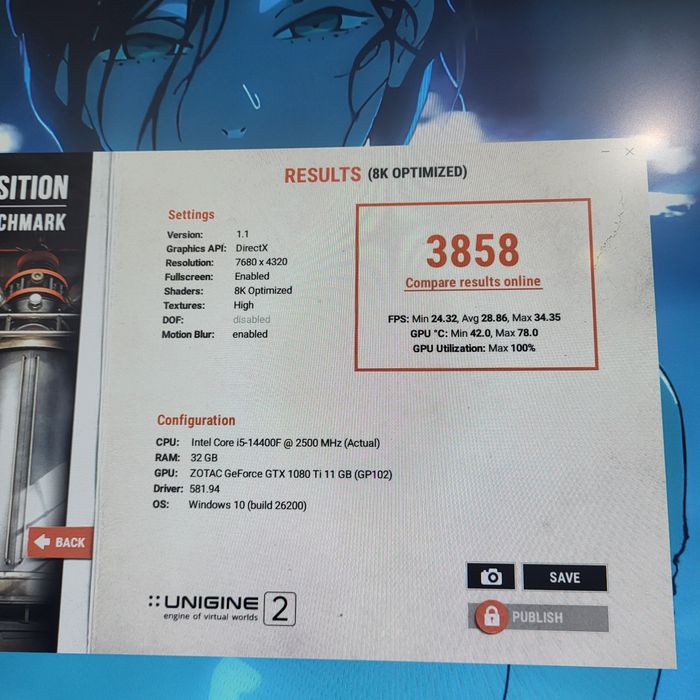 SITION
CHMARK
RESULTS (8K OPTIMIZED)
Settings
Version: 1.1
Graphics API: DirectX
Resolution: 7680 x 4320
Fullscreen: Enabled
Shaders: 8K Optimized
Textures: High
DOF: disabled
Motion Blur: enabled
3858
Compare results online
FPS: Min 24.32, Avg 28.86, Max 34.35
GPU °C: Min 42.0, Max 78.0
GPU Utilization: Max 100%
Configuration
CPU: Intel Core i5-14400F @ 2500 MHz (Actual)
RAM: 32 GB
GPU: ZOTAC GeForce GTX 1080 Ti 11 GB (GP102)
Driver: 581.94
OS: Windows 10 (build 26200)
BACK
UNIGINE 2
engine of virtual worlds
SAVE
PUBLISH